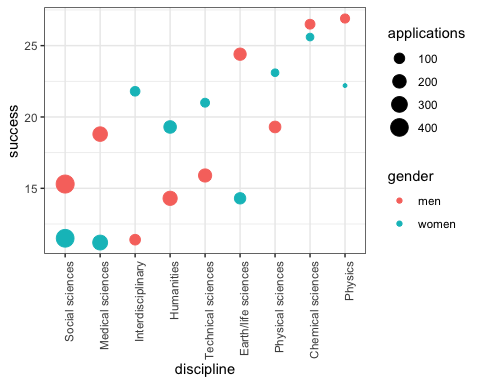 success
25
20
15
Social sciences
Medical sciences
Interdisciplinary
Humanities
Technical sciences
Earth/life sciences
Physical sciences
Chemical sciences
Physics
discipline
applications
100
200
300
400
gender
men
women